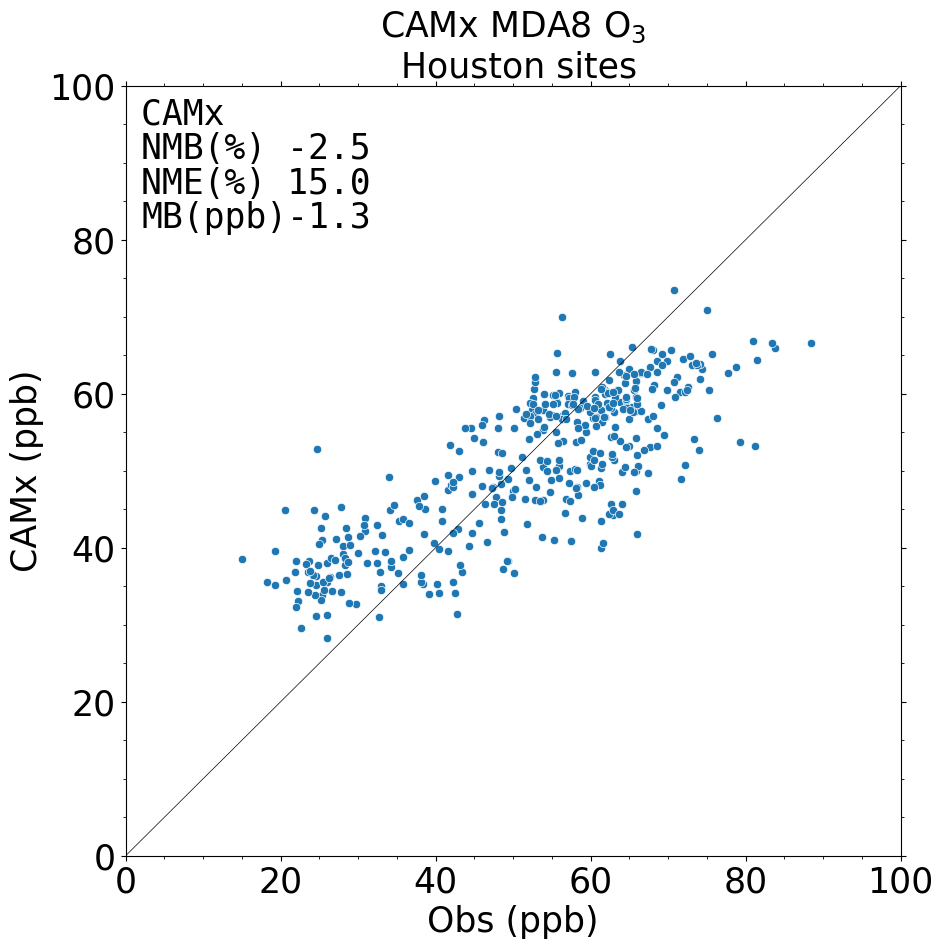 CAMx MDA8 O₃
Houston sites
CAMx
NMB(%) -2.5
NME(%) 15.0
MB(ppb)-1.3
100
80
60
40
20
0
CAMx (ppb)
0 20 40 60 80 100
Obs (ppb)